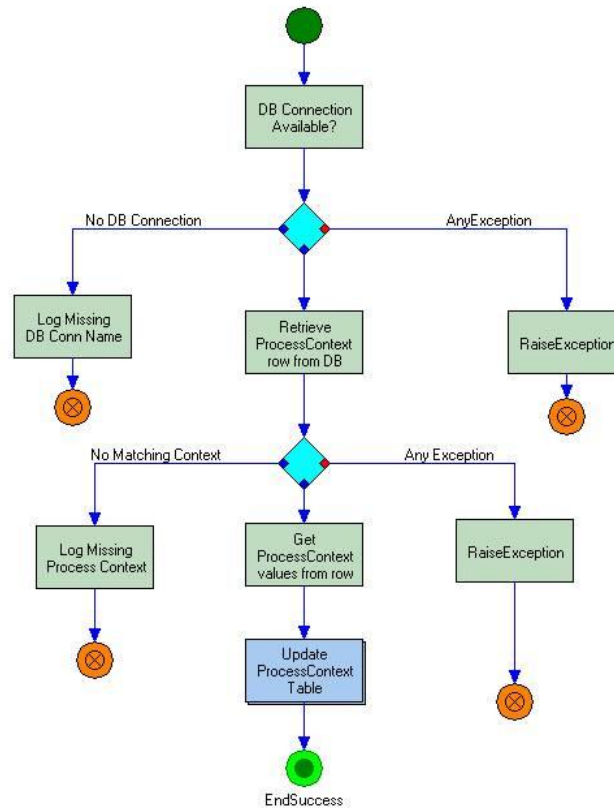 DB Connection
Available?
No DB Connection
AnyException
Log Missing
DB Conn Name
Retrieve
ProcessContext
row from DB
RaiseException
No Matching Context
Any Exception
Log Missing
Process Context
Get
ProcessContext
values from row
RaiseException
Update
ProcessContext
Table
EndSuccess